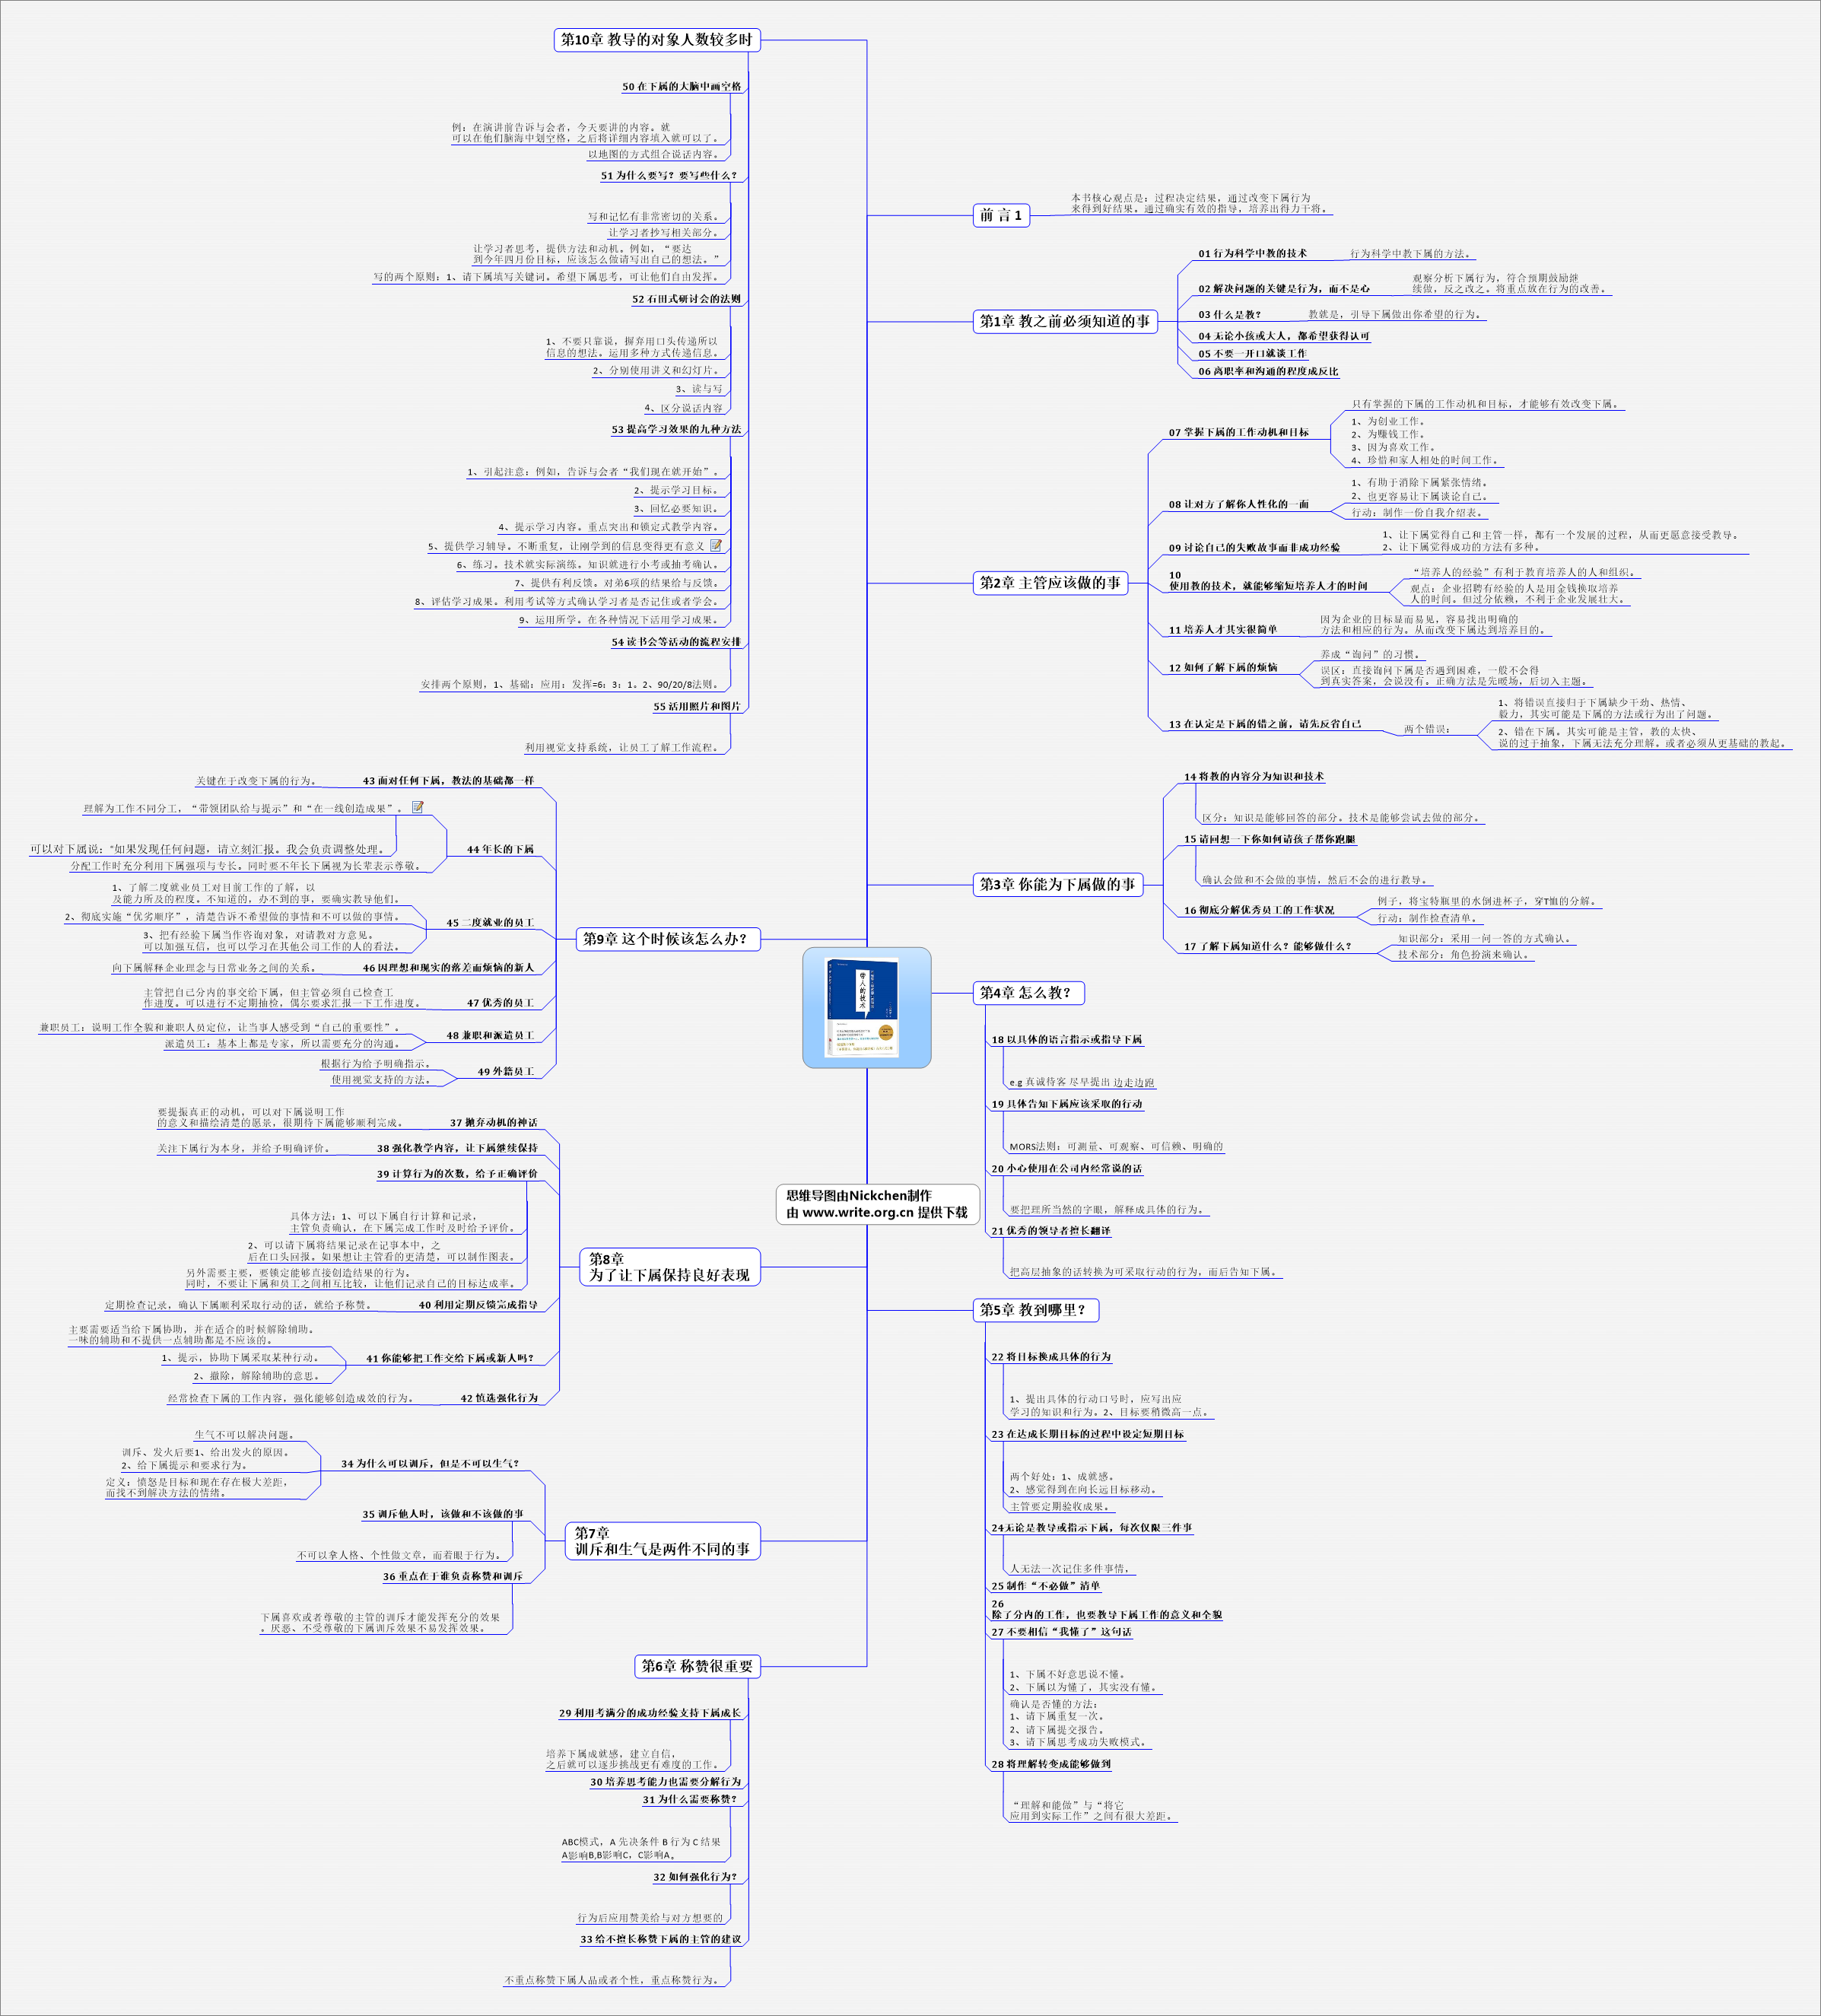 前 言 1
本书核心观点是：过程决定结果，通过改变下属行为
来得到好结果。通过确实有效的指导，培养出得力干将。
第1章 教之前必须知道的事
01 行为科学中教的技术
行为科学中教下属的方法。
02 解决问题的关键是行为，而不是心
观察分析下属行为，符合预期鼓励继
续做，反之改之。将重点放在行为的改善。
03 什么是教？
教就是，引导下属做出你希望的行为。
04 无论小孩或大人，都希望获得认可
05 不要一开口就谈工作
06 离职率和沟通的程度成反比
第2章 主管应该做的事
07 掌握下属的工作动机和目标
只有掌握的下属的工作动机和目标，才能够有效改变下属。
1、为创业工作。
2、为赚钱工作。
3、因为喜欢工作。
4、珍惜和家人相处的时间工作。
08 让对方了解你人性化的一面
1、有助于消除下属紧张情绪。
2、也更容易让下属谈论自己。
行动：制作一份自我介绍表。
09 讨论自己的失败故事而非成功经验
1、让下属觉得自己和主管一样，都有一个发展的过程，从而更愿意接受教导。
2、让下属觉得成功的方法有多种。
10
使用教的技术，就能够缩短培养人才的时间
“培养人的经验”有利于教育培养人的人和组织。
观点：企业招聘有经验的人是用金钱换取培养
人的时间。但过分依赖，不利于企业发展壮大。
11 培养人才其实很简单
因为企业的目标显而易见，容易找出明确的
方法和相应的行为。从而改变下属达到培养目的。
12 如何了解下属的烦恼
养成“询问”的习惯。
误区：直接询问下属是否遇到困难，一般不会得
到真实答案，会说没有。正确方法是先暖场，后切入主题。
13 在认定是下属的错之前，请先反省自己
两个错误：
1、将错误直接归于下属缺少干劲、热情、
毅力，其实可能是下属的方法或行为出了问题。
2、错在下属。其实可能是主管，教的太快、
说的过于抽象，下属无法充分理解。或者必须从更基础的教起。
第3章 你能为下属做的事
14 将教的内容分为知识和技术
区分：知识是能够回答的部分。技术是能够尝试去做的部分。
15 请回想一下你如何请孩子帮你跑腿
确认会做和不会做的事情，然后不会的进行教导。
16 彻底分解优秀员工的工作状况
例子，将宝特瓶里的水倒进杯子，穿T恤的分解。
行动：制作检查清单。
17 了解下属知道什么？能够做什么？
知识部分：采用一问一答的方式确认。
技术部分：角色扮演来确认。
第4章 怎么教？
18 以具体的语言指示或指导下属
e.g 真诚待客 尽早提出 边走边跑
19 具体告知下属应该采取的行动
MORS法则：可测量、可观察、可信赖、明确的
20 小心使用在公司内经常说的话
要把理所当然的字眼，解释成具体的行为。
21 优秀的领导者擅长翻译
把高层抽象的话转换为可采取行动的行为，而后告知下属。
第5章 教到哪里？
22 将目标换成具体的行为
1、提出具体的行动口号时，应写出应
学习的知识和行为。2、目标要稍微高一点。
23 在达成长期目标的过程中设定短期目标
两个好处：1、成就感。
2、感觉得到在向长远目标移动。
主管要定期验收成果。
24无论是教导或指示下属，每次仅限三件事
人无法一次记住多件事情，
25 制作“不必做”清单
26
除了分内的工作，也要教导下属工作的意义和全貌
27 不要相信“我懂了”这句话
1、下属不好意思说不懂。
2、下属以为懂了，其实没有懂。
确认是否懂的方法：
1、请下属重复一次。
2、请下属提交报告。
3、请下属思考成功失败模式。
28 将理解转变成能够做到
“理解和能做”与“将它
应用到实际工作”之间有很大差距。
第6章 称赞很重要
29 利用考满分的成功经验支持下属成长
培养下属成就感，建立自信，
之后就可以逐步挑战更有难度的工作。
30 培养思考能力也需要分解行为
31 为什么需要称赞？
ABC模式，A 先决条件 B 行为 C 结果
A影响B,B影响C，C影响A。
32 如何强化行为？
行为后应用赞美给与对方想要的
33 给不擅长称赞下属的主管的建议
不重点称赞下属人品或者个性，重点称赞行为。
第7章
训斥和生气是两件不同的事
34 为什么可以训斥，但是不可以生气？
生气不可以解决问题。
训斥、发火后要1、给出发火的原因。
2、给下属提示和要求行为。
定义：愤怒是目标和现在存在极大差距，
而找不到解决方法的情绪。
35 训斥他人时，该做和不该做的事
不可以拿人格、个性做文章，而着眼于行为。
36 重点在于谁负责称赞和训斥
下属喜欢或者尊敬的主管的训斥才能发挥充分的效果
。厌恶、不受尊敬的下属训斥效果不易发挥效果。
第8章
为了让下属保持良好表现
37 抛弃动机的神话
要提振真正的动机，可以对下属说明工作
的意义和描绘清楚的愿景，很期待下属能够顺利完成。
38 强化教学内容，让下属继续保持
关注下属行为本身，并给予明确评价。
39 计算行为的次数，给予正确评价
具体方法：1、可以下属自行计算和记录，
主管负责确认，在下属完成工作时及时给予评价。
2、可以请下属将结果记录在记事本中，之
后在口头回报。如果想让主管看的更清楚，可以制作图表。
另外需要主要，要锁定能够直接创造结果的行为。
同时，不要让下属和员工之间相互比较，让他们记录自己的目标达成率。
40 利用定期反馈完成指导
定期检查记录，确认下属顺利采取行动的话，就给予称赞。
41 你能够把工作交给下属或新人吗？
主要需要适当给下属协助，并在适合的时候解除辅助。
一味的辅助和不提供一点辅助都是不应该的。
1、提示，协助下属采取某种行动。
2、撤除，解除辅助的意思。
42 慎选强化行为
经常检查下属的工作内容，强化能够创造成效的行为。
第9章 这个时候该怎么办？
43 面对任何下属，教法的基础都一样
关键在于改变下属的行为。
44 年长的下属
理解为工作不同分工，“带领团队给与提示”和“在一线创造成果”。
可以对下属说：“如果发现任何问题，请立刻汇报。我会负责调整处理。
分配工作时充分利用下属强项与专长。同时要不年长下属视为长辈表示尊敬。
45 二度就业的员工
1、了解二度就业员工对目前工作的了解，以
及能力所及的程度。不知道的，办不到的事，要确实教导他们。
2、彻底实施“优劣顺序”，清楚告诉不希望做的事情和不可以做的事情。
3、把有经验下属当作咨询对象，对请教对方意见。
可以加强互信，也可以学习在其他公司工作的人的看法。
46 因理想和现实的落差而烦恼的新人
向下属解释企业理念与日常业务之间的关系。
47 优秀的员工
主管把自己分内的事交给下属，但主管必须自己检查工
作进度。可以进行不定期抽检，偶尔要求汇报一下工作进度。
48 兼职和派遣员工
兼职员工：说明工作全貌和兼职人员定位，让当事人感受到“自己的重要性”。
派遣员工：基本上都是专家，所以需要充分的沟通。
49 外籍员工
根据行为给予明确指示。
使用视觉支持的方法。
第10章 教导的对象人数较多时
50 在下属的大脑中画空格
例：在演讲前告诉与会者，今天要讲的内容。就
可以在他们脑海中划空格，之后将详细内容填入就可以了。
以地图的方式组合说话内容。
51 为什么要写？要写些什么？
写和记忆有非常密切的关系。
让学习者抄写相关部分。
让学习者思考，提供方法和动机。例如，“要达
到今年四月份目标，应该怎么做请写出自己的想法。”
写的两个原则：1、请下属填写关键词。希望下属思考，可让他们自由发挥。
52 石田式研讨会的法则
1、不要只靠说，摒弃用口头传递所以
信息的想法。运用多种方式传递信息。
2、分别使用讲义和幻灯片。
3、读与写
4、区分说话内容
53 提高学习效果的九种方法
1、引起注意：例如，告诉与会者“我们现在就开始”。
2、提示学习目标。
3、回忆必要知识。
4、提示学习内容。重点突出和锁定式教学内容。
5、提供学习辅导。不断重复，让刚学到的信息变得更有意义
6、练习。技术就实际演练。知识就进行小考或抽考确认。
7、提供有利反馈。对弟6项的结果给与反馈。
8、评估学习成果。利用考试等方式确认学习者是否记住或者学会。
9、运用所学。在各种情况下活用学习成果。
54 读书会等活动的流程安排
安排两个原则，1、基础：应用：发挥=6：3：1。2、90/20/8法则。
55 活用照片和图片
利用视觉支持系统，让员工了解工作流程。
带人的技术
思维导图由Nickchen制作
由 www.write.org.cn 提供下载